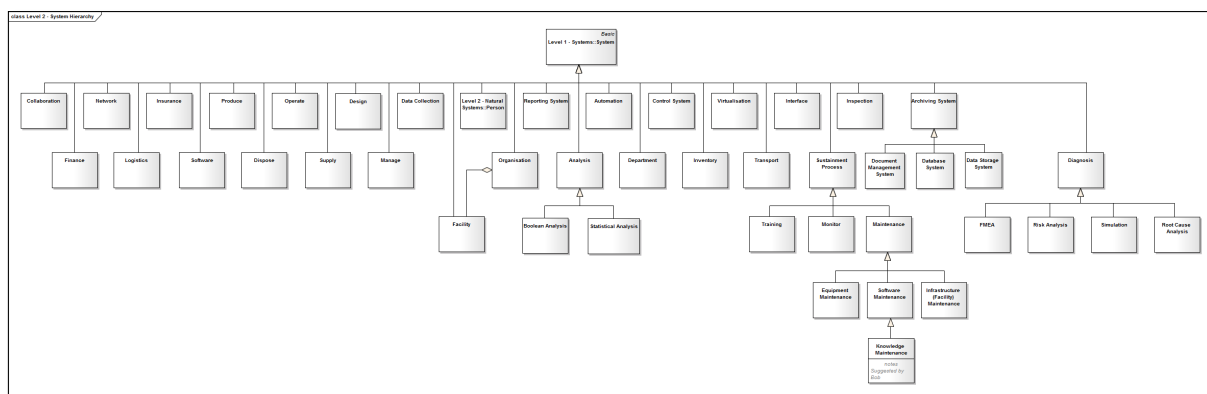 class Level 2 - System Hierarchy
Basic
Level 1 - Systems::System
Collaboration
Network
Insurance
Produce
Operate
Design
Data Collection
Level 2 - Natural
Systems::Person
Reporting System
Automation
Control System
Virtualisation
Interface
Inspection
Archiving System
Finance
Logistics
Software
Dispose
Supply
Manage
Organisation
Analysis
Department
Inventory
Transport
Sustainment
Process
Document
Management
System
Database
System
Data Storage
System
Diagnosis
Facility
Boolean Analysis
Statistical Analysis
Training
Monitor
Maintenance
FMEA
Risk Analysis
Simulation
Root Cause
Analysis
Equipment
Maintenance
Software
Maintenance
Infrastructure
(Facility)
Maintenance
Knowledge
Maintenance
notes
Suggested by
Bob